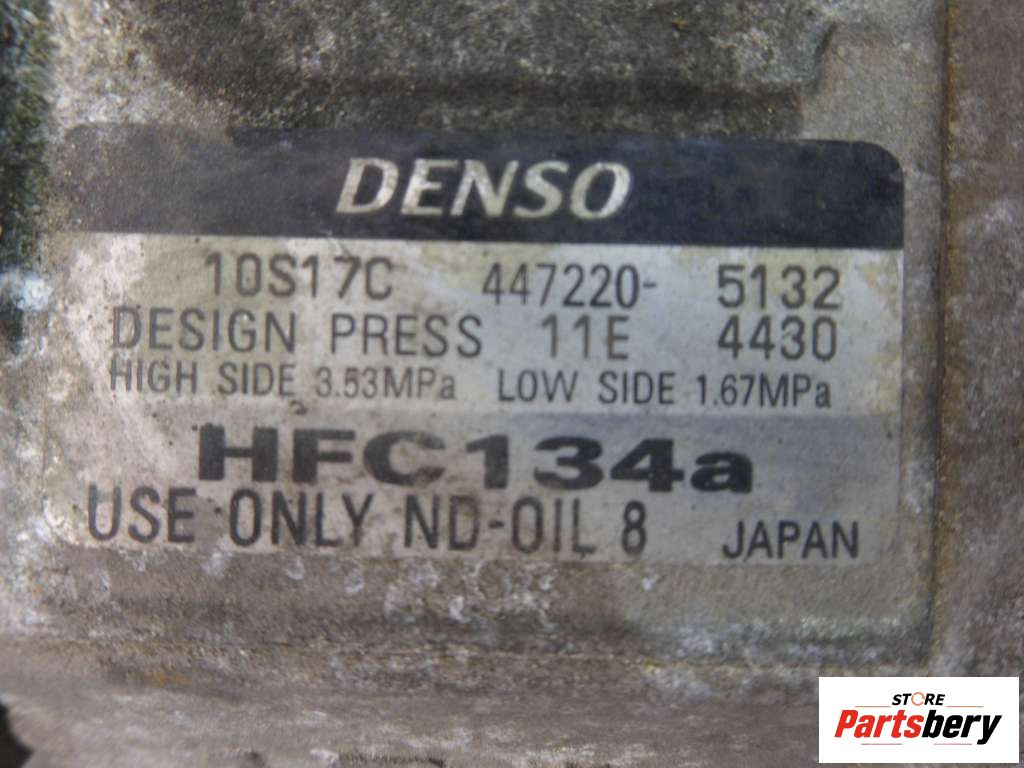 DENSO
10S17C 447220- 5132
DESIGN PRESS 11E 4430
HIGH SIDE 3.53MPa LOW SIDE 1.67MPa
HFC134a
USE ONLY ND-OIL 8 JAPAN
STORE
Partsbery